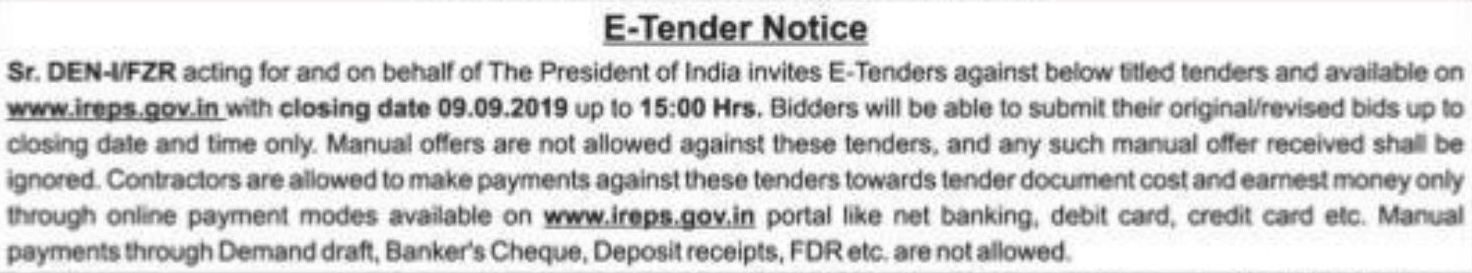 E-Tender Notice
Sr. DEN-I/FZR acting for and on behalf of The President of India invites E-Tenders against below titled tenders and available on
www.ireps.gov.in with closing date 09.09.2019 up to 15:00 Hrs. Bidders will be able to submit their original/revised bids up to
closing date and time only. Manual offers are not allowed against these tenders, and any such manual offer received shall be
ignored. Contractors are allowed to make payments against these tenders towards tender document cost and earnest money only
through online payment modes available on www.ireps.gov.in portal like net banking, debit card, credit card etc. Manual
payments through Demand draft, Banker's Cheque, Deposit receipts, FDR etc. are not allowed.